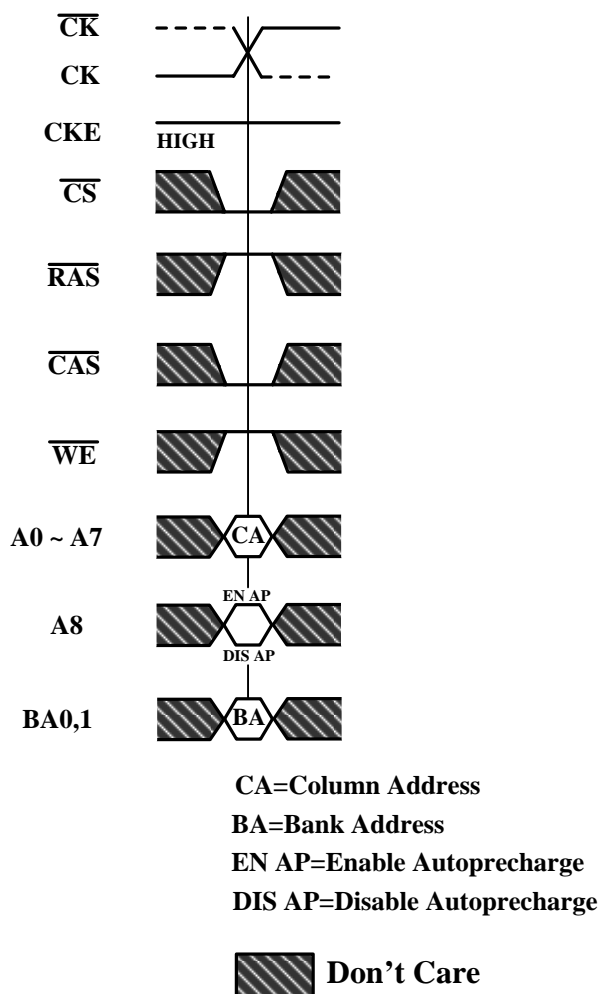 CK
CK
CKE
HIGH
CS
RAS
CAS
WE
A0 ~ A7
CA
EN AP
A8
DIS AP
BA0,1
BA
CA=Column Address
BA=Bank Address
EN AP=Enable Autoprecharge
DIS AP=Disable Autoprecharge
Don't Care